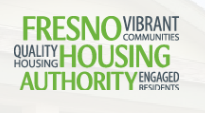 FRESNO VIBRANT COMMUNITIES
QUALITY HOUSING HOUSING
AUTHORITY ENGAGED RESIDENTS